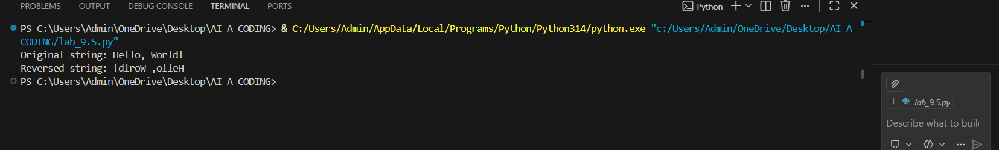 PROBLEMS OUTPUT DEBUG CONSOLE TERMINAL PORTS Python
PS C:\Users\Admin\OneDrive\Desktop\AI A CODING> & C:/Users/Admin/AppData/Local/Programs/Python/Python314/python.exe "c:/Users/Admin/OneDrive/Desktop/AI A
CODING/lab_9.5.py"
Original string: Hello, World!
Reversed string: !dlroW ,olleH
PS C:\Users\Admin\OneDrive\Desktop\AI A CODING>
lab_9.5.py
Describe what to build